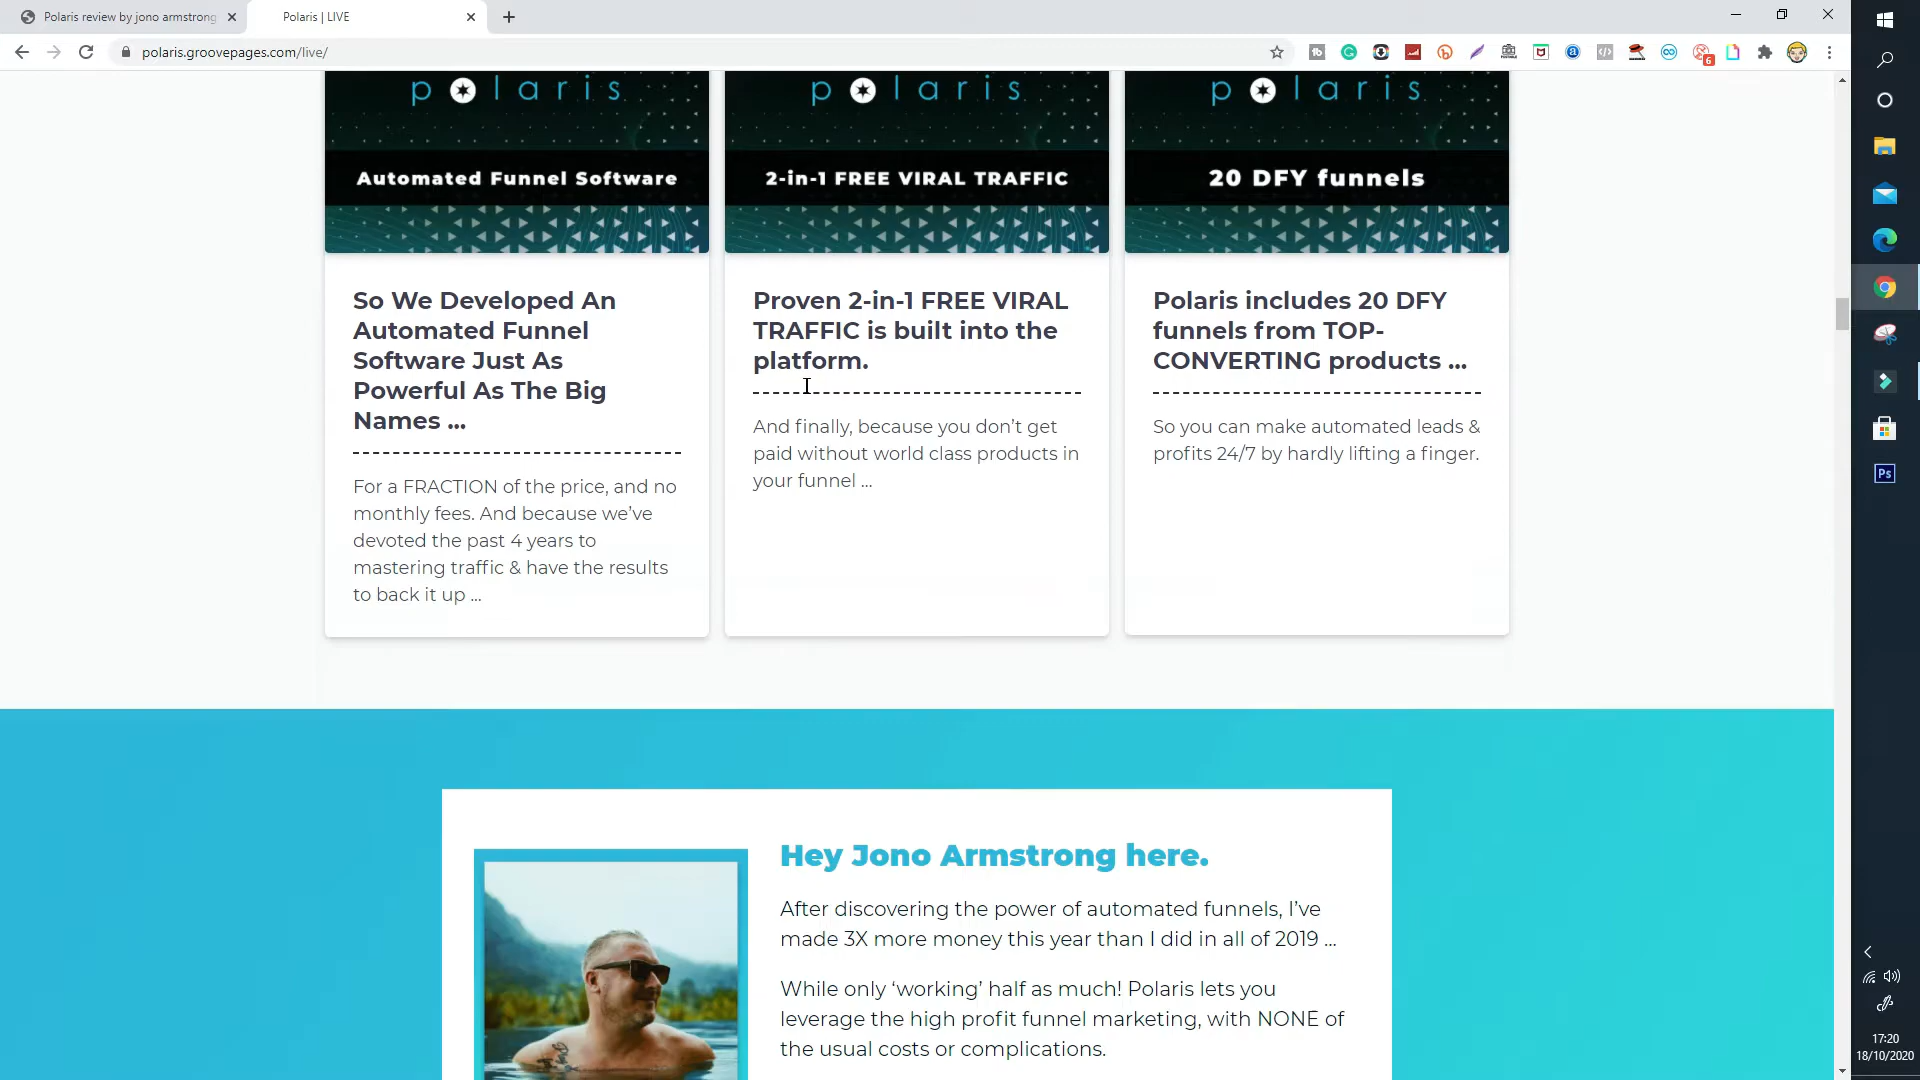 Polaris review by jono armstrong
Polaris | LIVE
polaris.groovepages.com/live/
6
polaris
polaris
polaris
Automated Funnel Software
2-in-1 FREE VIRAL TRAFFIC
20 DFY funnels
So We Developed An
Automated Funnel
Software Just As
Powerful As The Big
Names ...
For a FRACTION of the price, and no
monthly fees. And because we’ve
devoted the past 4 years to
mastering traffic & have the results
to back it up ...
Proven 2-in-1 FREE VIRAL
TRAFFIC is built into the
platform.
And finally, because you don’t get
paid without world class products in
your funnel ...
Polaris includes 20 DFY
funnels from TOP-
CONVERTING products ...
So you can make automated leads &
profits 24/7 by hardly lifting a finger.
Hey Jono Armstrong here.
After discovering the power of automated funnels, I’ve
made 3X more money this year than I did in all of 2019 ...
While only ‘working’ half as much! Polaris lets you
leverage the high profit funnel marketing, with NONE of
the usual costs or complications.
Ps
17:20
18/10/2020